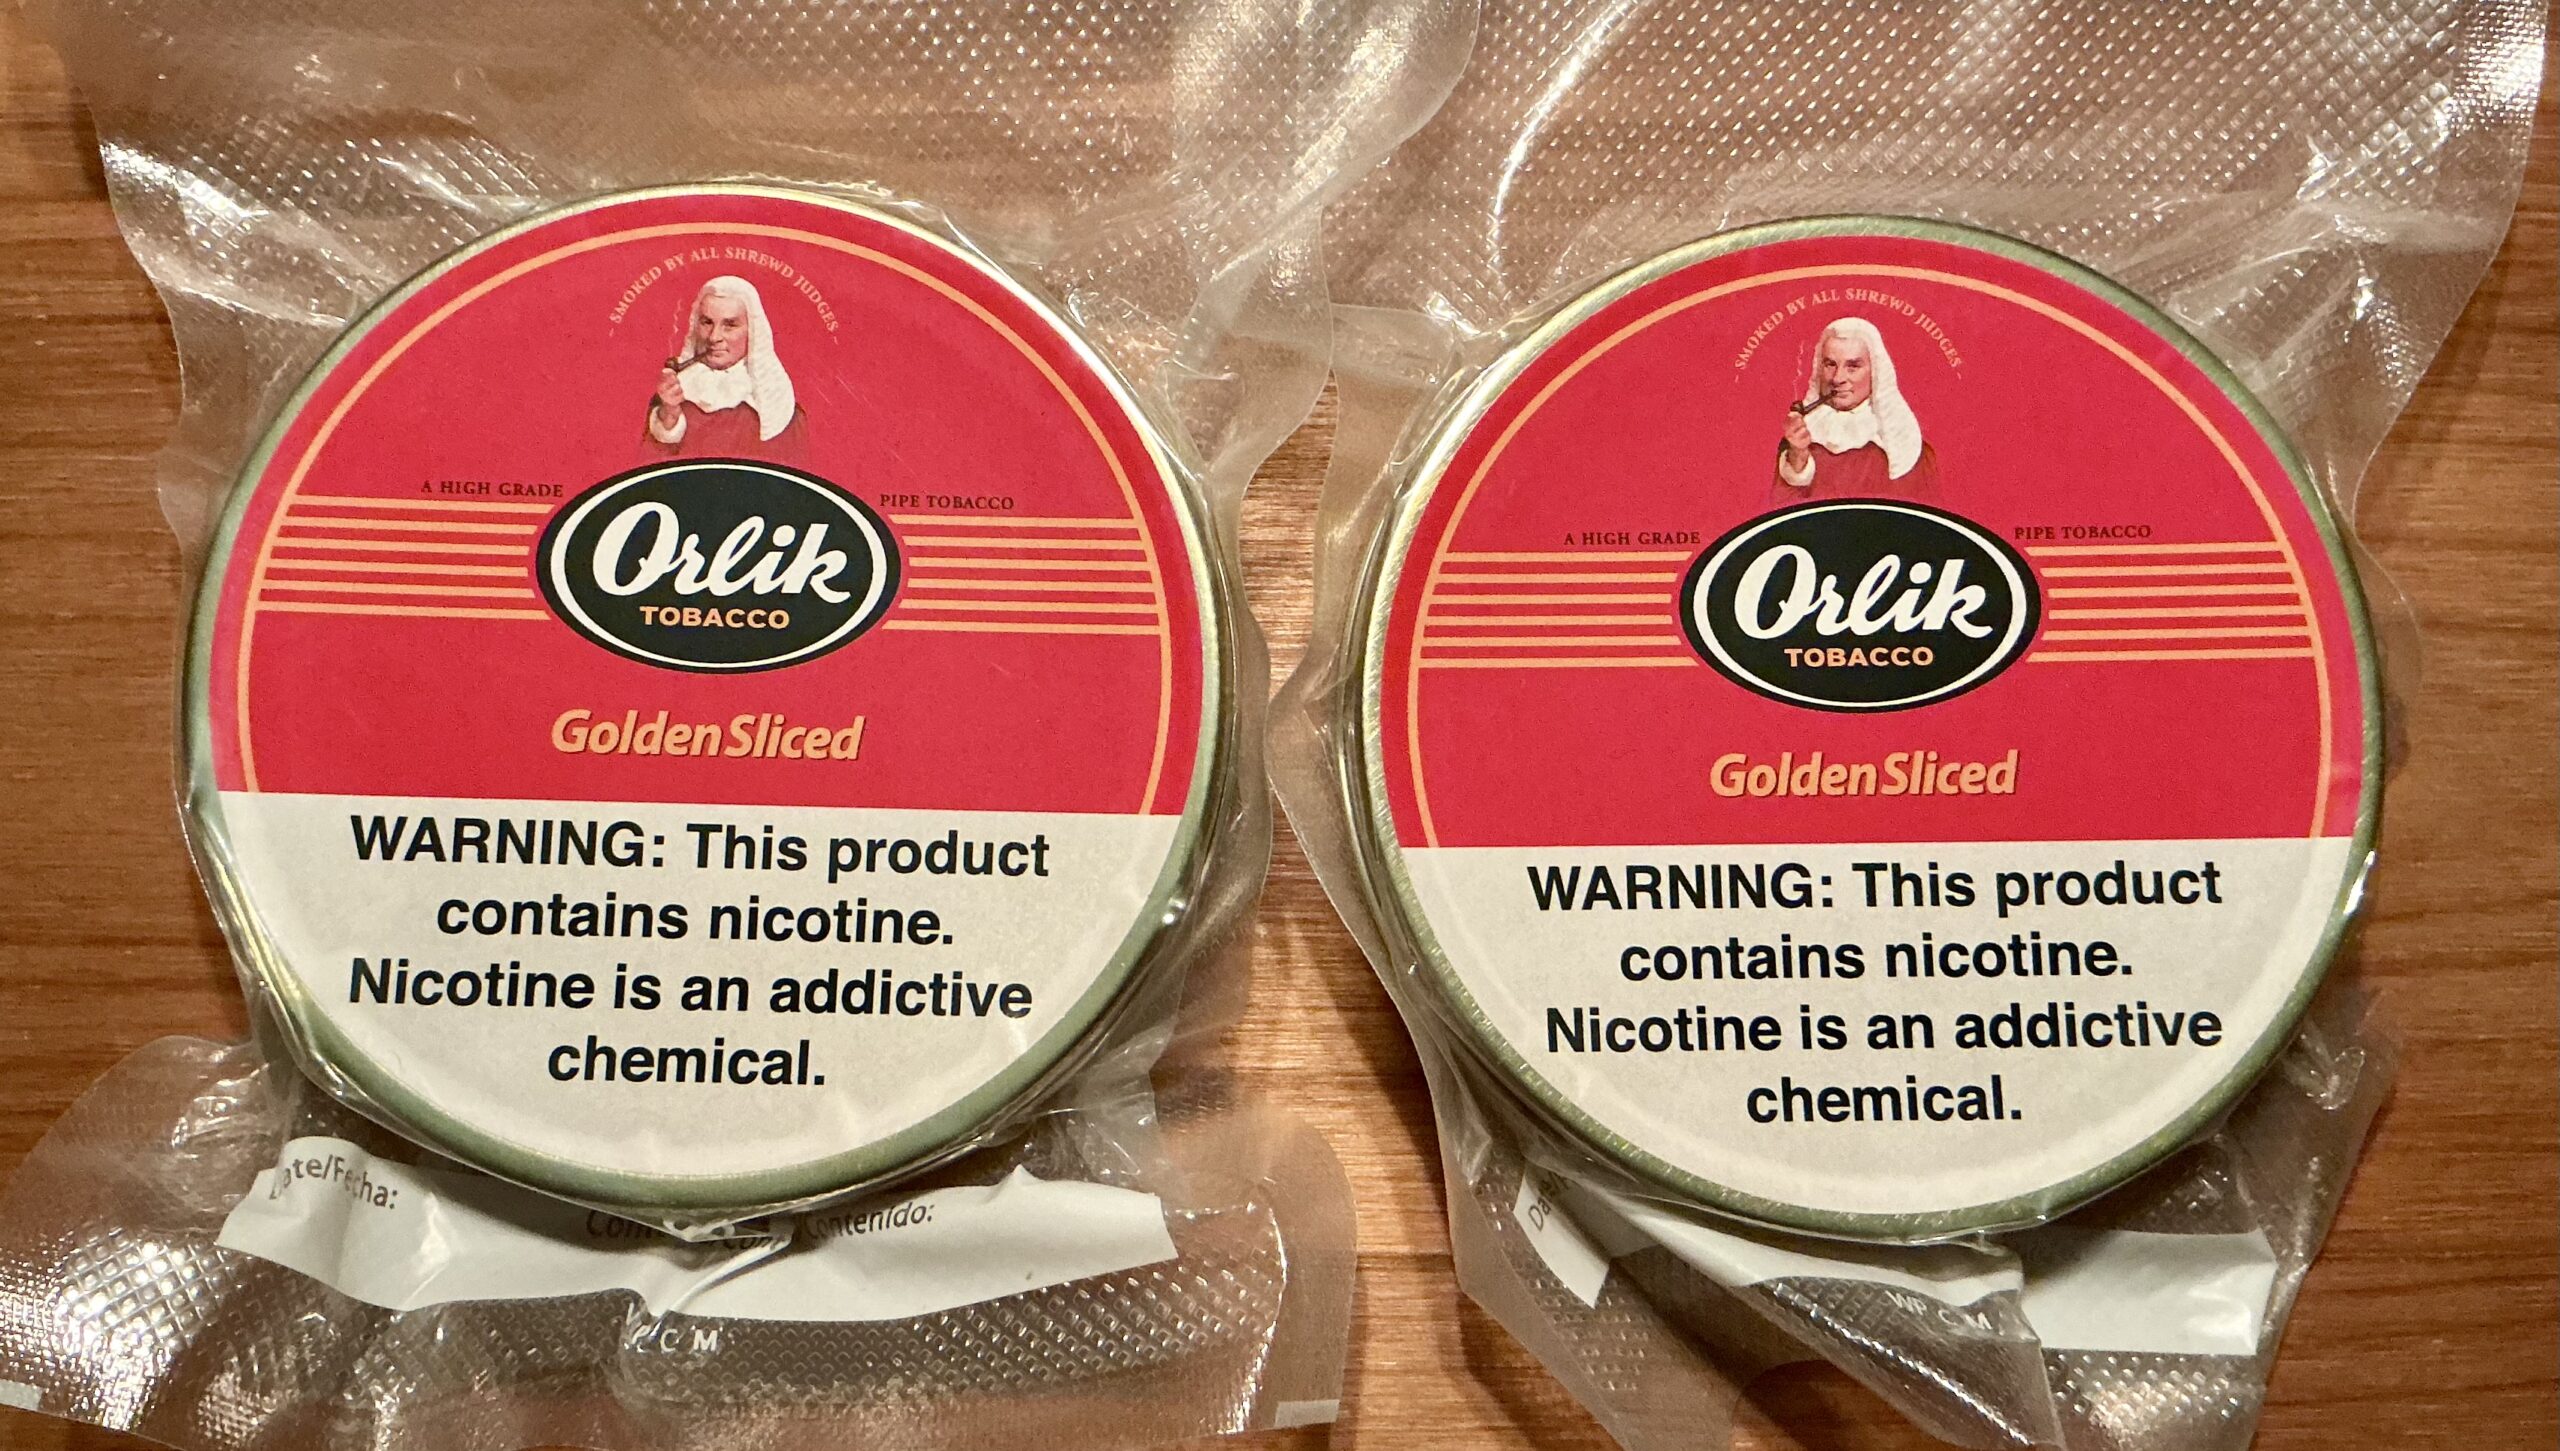 SMOKED BY ALL SHREWD JUDGES
A HIGH GRADE
PIPE TOBACCO
Orlik
TOBACCO
Golden Sliced
WARNING: This product
contains nicotine.
Nicotine is an addictive
chemical.
Date/Fecha:
Contenido:
C M
- SMOKED BY ALL SHREWD JUDGES -
A HIGH GRADE
PIPE TOBACCO
Orlik
TOBACCO
Golden Sliced
WARNING: This product
contains nicotine.
Nicotine is an addictive
chemical.